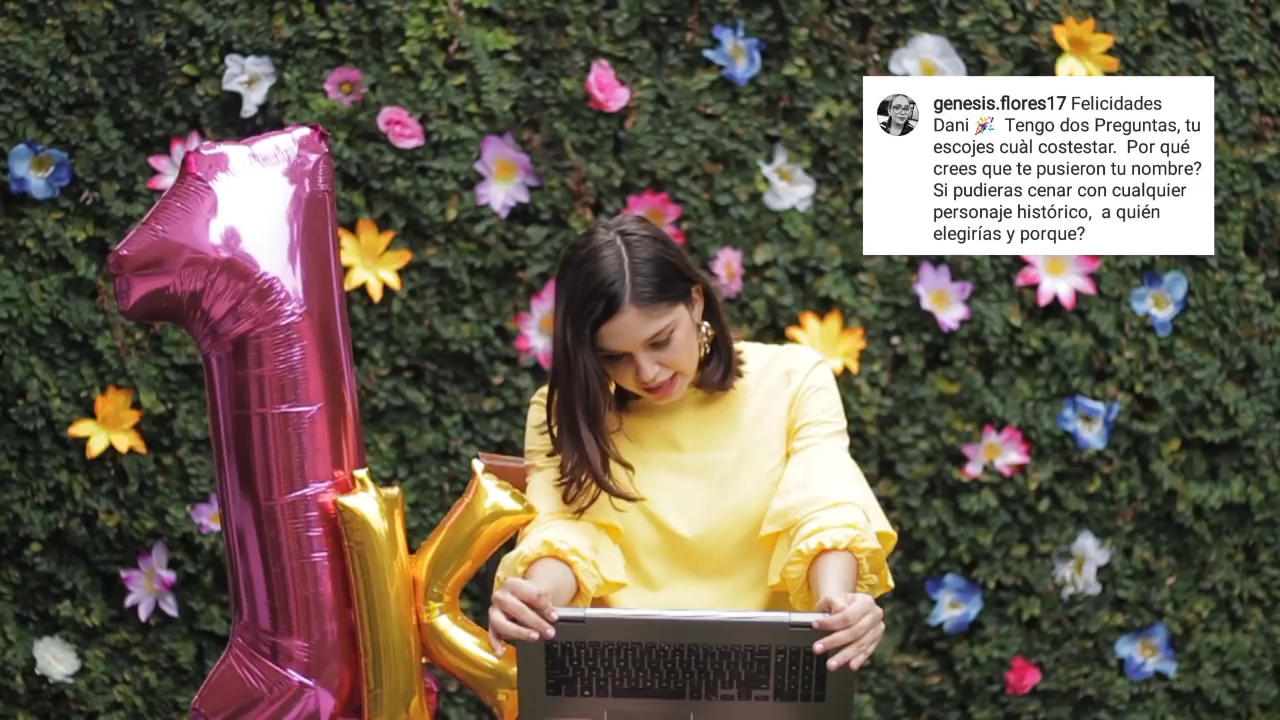 genesis.flores17 Felicidades
Dani 🎉 Tengo dos Preguntas, tu
escojes cuàl costestar. Por qué
crees que te pusieron tu nombre?
Si pudieras cenar con cualquier
personaje histórico, a quién
elegirías y porque?
1K